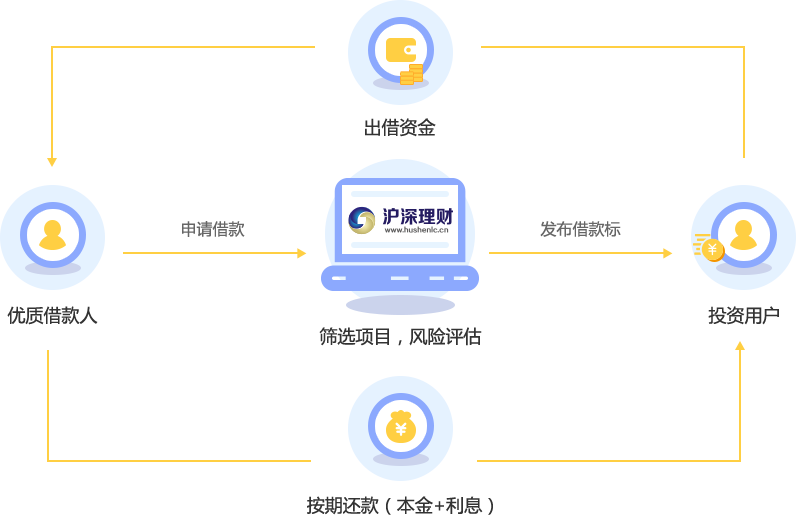 出借资金
沪深理财
www.hushenlc.cn
申请借款
发布借款标
优质借款人
筛选项目，风险评估
投资用户
按期还款（本金+利息）